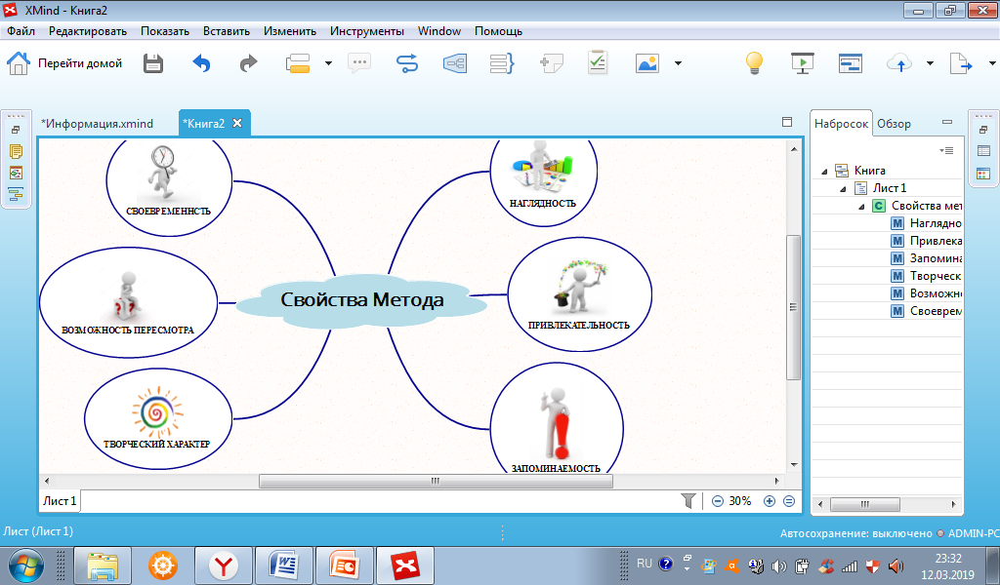 XMind - Книга2
Файл Редактировать Показать Вставить Изменить Инструменты Window Помощь
Перейти домой
*Информация.xmind *Книга2
Набросок Обзор
СВОЕВРЕМЕННСТЬ
НАГЛЯДНОСТЬ
ВОЗМОЖНОСТЬ ПЕРЕСМОТРА
Свойства Метода
ПРИВЛЕКАТЕЛЬНОСТЬ
ТВОРЧЕСКИЙ ХАРАКТЕР
ЗАПОМИНАЕМОСТЬ
Книга
Лист 1
C Свойства мет
M Наглядно
M Привлека
M Запомина
M Творческ
M Возможн
M Своеврем
Лист 1
30%
Лист (Лист 1)
Автосохранение: выключено ADMIN-PC
RU
23:32
12.03.2019